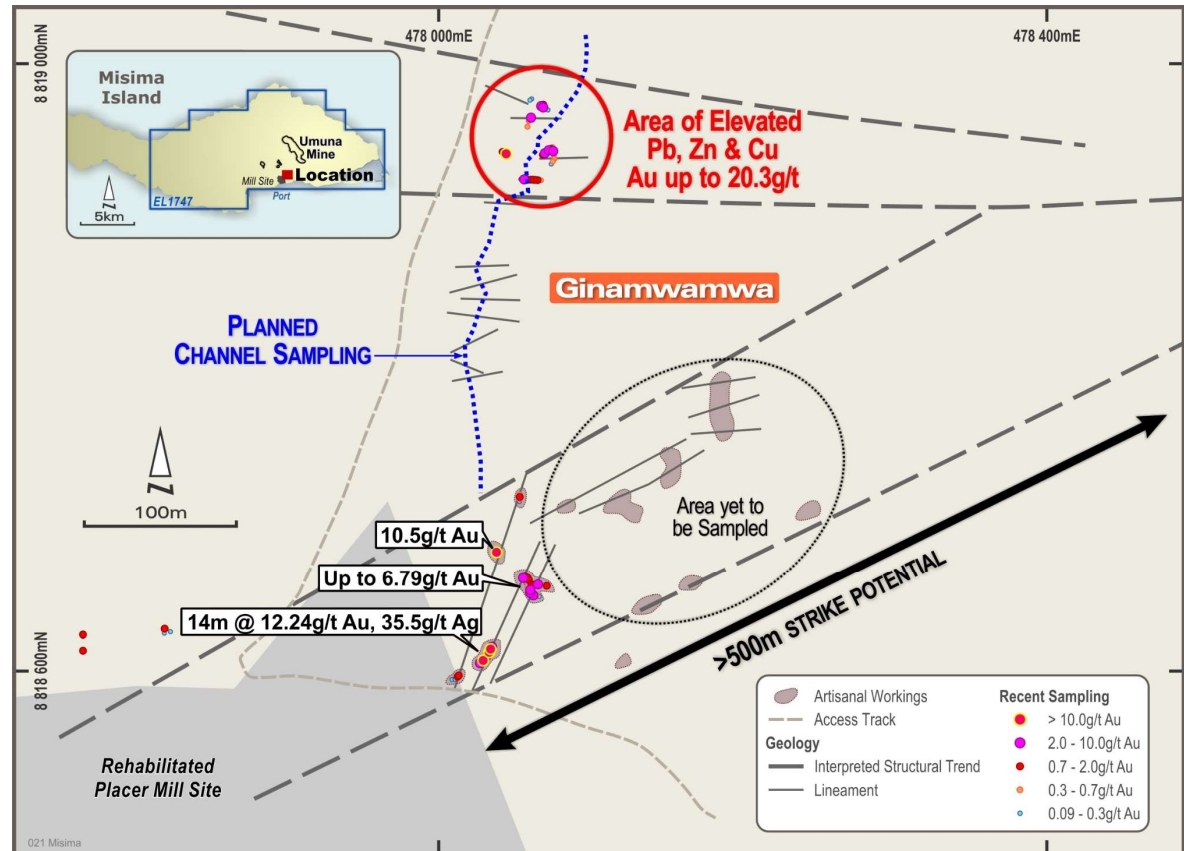 478 000mE
478 400mE
8 819 000mN
8 818 600mN
Misima
Island
Umuna
Mine
Mill Site
Location
EL1747
Port
N
5km
Area of Elevated
Pb, Zn & Cu
Au up to 20.3g/t
Ginamwamwa
PLANNED
CHANNEL SAMPLING
N
100m
Area yet to
be Sampled
10.5g/t Au
Up to 6.79g/t Au
14m @ 12.24g/t Au, 35.5g/t Ag
>500m STRIKE POTENTIAL
Rehabilitated
Placer Mill Site
Artisanal Workings
Access Track
Geology
Interpreted Structural Trend
Lineament
Recent Sampling
> 10.0g/t Au
2.0 - 10.0g/t Au
0.7 - 2.0g/t Au
0.3 - 0.7g/t Au
0.09 - 0.3g/t Au
021 Misima